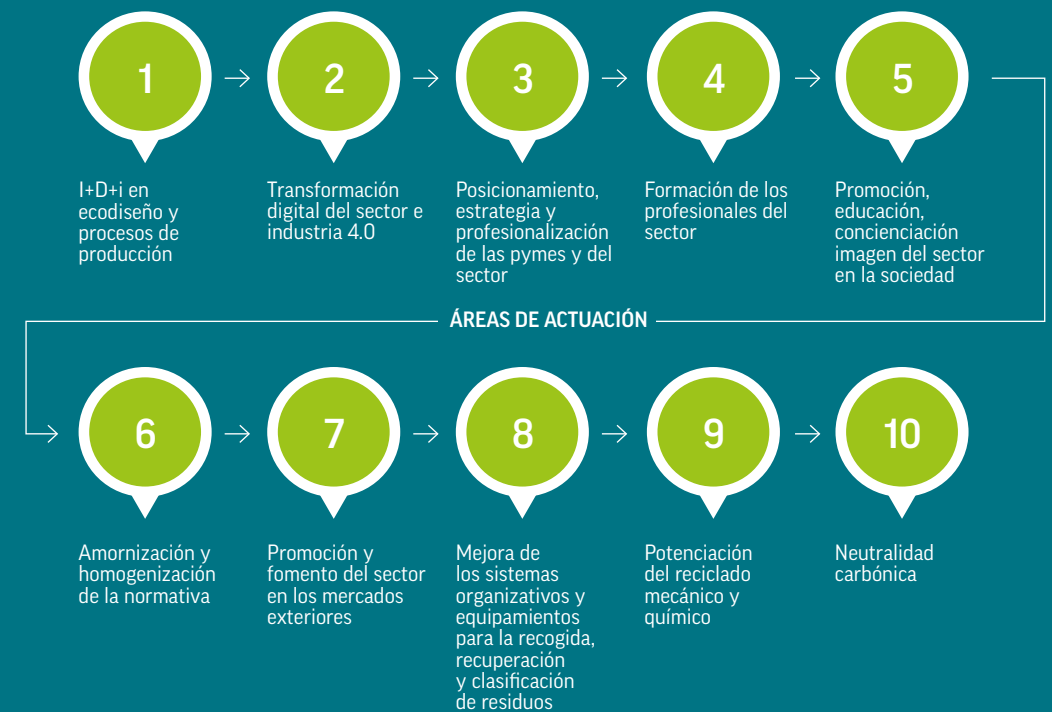 1
2
3
4
5
I+D+i en
ecodiseño y
procesos de
producción
Transformación
digital del sector e
industria 4.0
Posicionamiento,
estrategia y
profesionalización
de las pymes y del
sector
Formación de los
profesionales del
sector
Promoción,
educación,
concienciación
imagen del sector
en la sociedad
ÁREAS DE ACTUACIÓN
6
7
8
9
10
Amornización y
homogenización
de la normativa
Promoción y
fomento del sector
en los mercados
exteriores
Mejora de
los sistemas
organizativos y
equipamientos
para la recogida,
recuperación
y clasificación
de residuos
Potenciación
del reciclado
mecánico y
químico
Neutralidad
carbónica